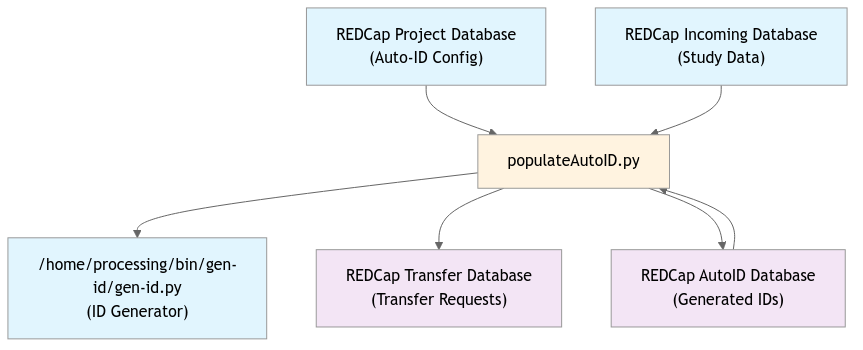 REDCap Project Database
(Auto-ID Config)
REDCap Incoming Database
(Study Data)
populateAutoID.py
/home/processing/bin/gen-
id/gen-id.py
(ID Generator)
REDCap Transfer Database
(Transfer Requests)
REDCap AutoID Database
(Generated IDs)